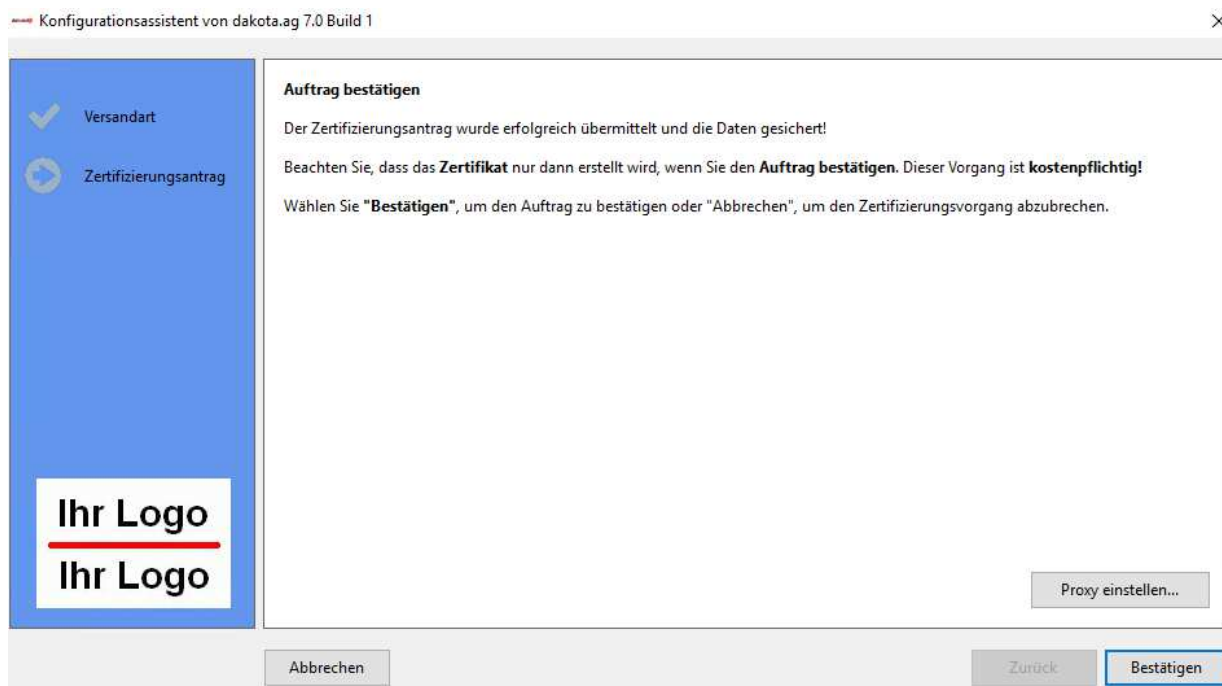 Konfigurationsassistent von dakota.ag 7.0 Build 1
Versandart
Zertifizierungsantrag
Ihr Logo
Ihr Logo
Auftrag bestätigen
Der Zertifizierungsantrag wurde erfolgreich übermittelt und die Daten gesichert!
Beachten Sie, dass das Zertifikat nur dann erstellt wird, wenn Sie den Auftrag bestätigen. Dieser Vorgang ist kostenpflichtig!
Wählen Sie "Bestätigen", um den Auftrag zu bestätigen oder "Abbrechen", um den Zertifizierungsvorgang abzubrechen.
Proxy einstellen...
Abbrechen
Zurück
Bestätigen